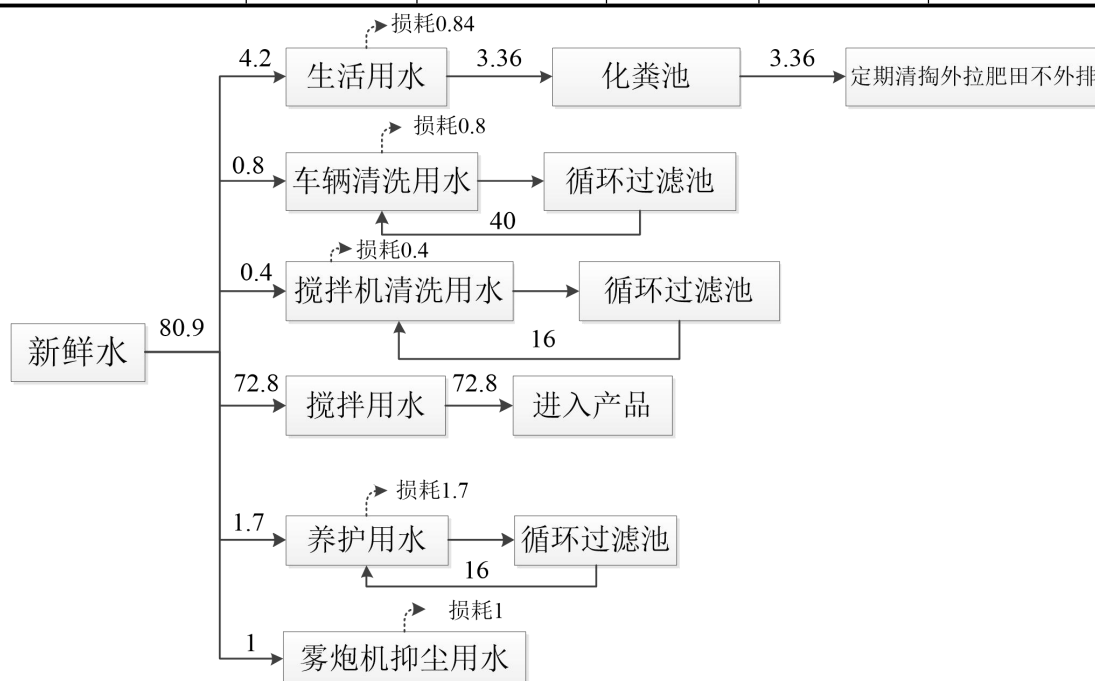 损耗0.84
4.2
生活用水
3.36
化粪池
3.36
定期清掏外拉肥田不外排
损耗0.8
0.8
车辆清洗用水
循环过滤池
40
损耗0.4
0.4
搅拌机清洗用水
循环过滤池
16
新鲜水
80.9
72.8
搅拌用水
72.8
进入产品
损耗1.7
1.7
养护用水
循环过滤池
16
损耗1
1
雾炮机抑尘用水